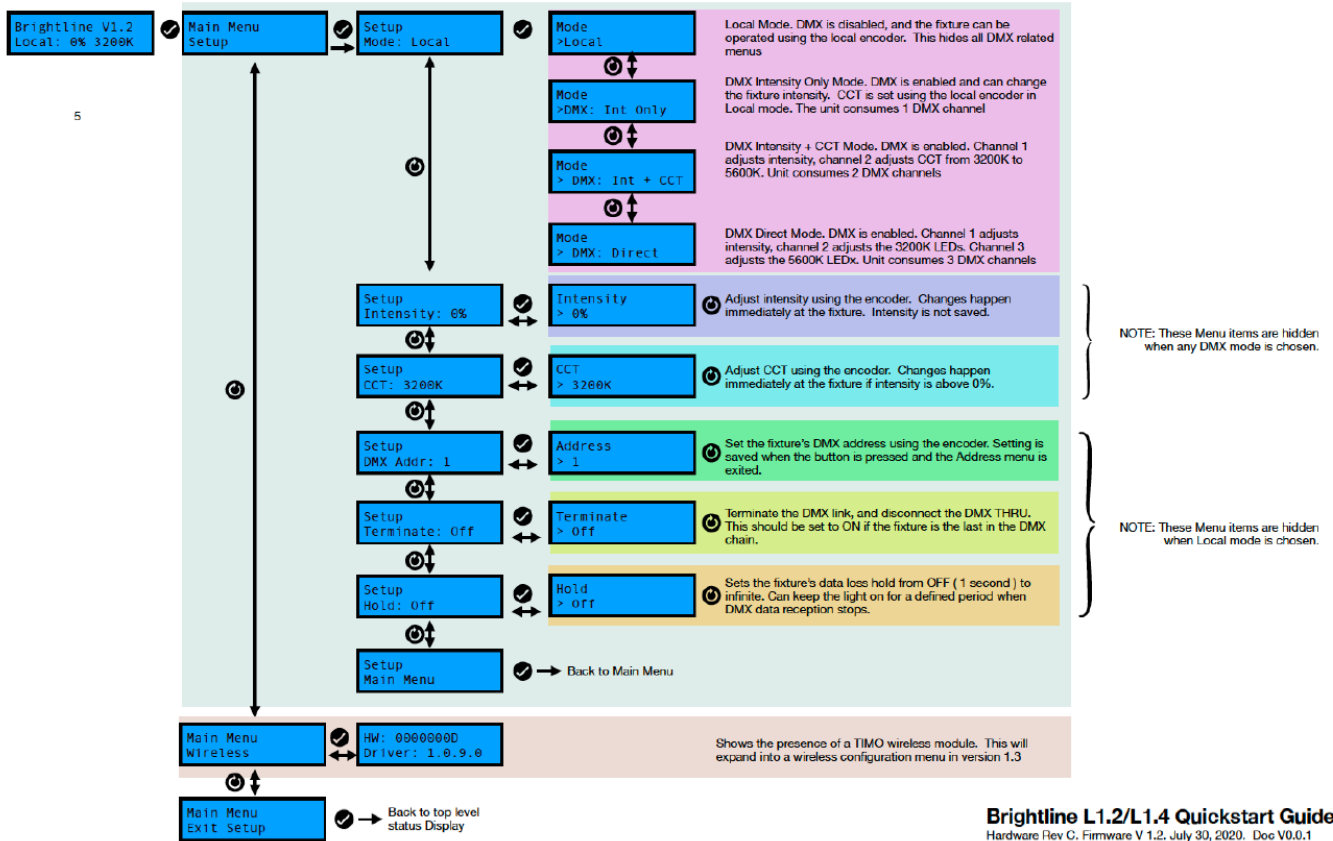 Brightline V1.2
Local: 0% 3200K
Main Menu
Setup
Setup
Mode: Local
Mode
>Local
Local Mode. DMX is disabled, and the fixture can be
operated using the local encoder. This hides all DMX related
menus
5
Mode
>DMX: Int Only
DMX Intensity Only Mode. DMX is enabled and can change
the fixture intensity. CCT is set using the local encoder in
Local mode. The unit consumes 1 DMX channel
Mode
> DMX: Int + CCT
DMX Intensity + CCT Mode. DMX is enabled. Channel 1
adjusts intensity, channel 2 adjusts CCT from 3200K to
5600K. Unit consumes 2 DMX channels
Mode
> DMX: Direct
DMX Direct Mode. DMX is enabled. Channel 1 adjusts
intensity, channel 2 adjusts the 3200K LEDs. Channel 3
adjusts the 5600K LEDx. Unit consumes 3 DMX channels
Setup
Intensity: 0%
Intensity
> 0%
Adjust intensity using the encoder. Changes happen
immediately at the fixture. Intensity is not saved.
NOTE: These Menu items are hidden
when any DMX mode is chosen.
Setup
CCT: 3200K
CCT
> 3200K
Adjust CCT using the encoder. Changes happen
immediately at the fixture if intensity is above 0%.
Setup
DMX Addr: 1
Address
> 1
Set the fixture's DMX address using the encoder. Setting is
saved when the button is pressed and the Address menu is
exited.
Setup
Terminate: Off
Terminate
> Off
Terminate the DMX link, and disconnect the DMX THRU.
This should be set to ON if the fixture is the last in the DMX
chain.
NOTE: These Menu items are hidden
when Local mode is chosen.
Setup
Hold: Off
Hold
> Off
Sets the fixture's data loss hold from OFF ( 1 second ) to
infinite. Can keep the light on for a defined period when
DMX data reception stops.
Setup
Main Menu
Back to Main Menu
Main Menu
Wireless
HW: 0000000D
Driver: 1.0.9.0
Shows the presence of a TIMO wireless module. This will
expand into a wireless configuration menu in version 1.3
Main Menu
Exit Setup
Back to top level
status Display
Brightline L1.2/L1.4 Quickstart Guide
Hardware Rev C. Firmware V 1.2. July 30, 2020. Doc V0.0.1